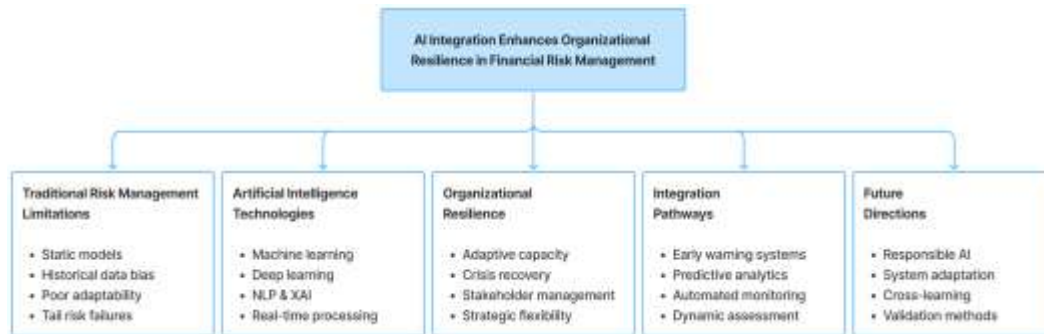 AI Integration Enhances Organizational
Resilience in Financial Risk Management
Traditional Risk Management
Limitations
• Static models
• Historical data bias
• Poor adaptability
• Tail risk failures
Artificial Intelligence
Technologies
• Machine learning
• Deep learning
• NLP & XAI
• Real-time processing
Organizational
Resilience
• Adaptive capacity
• Crisis recovery
• Stakeholder management
• Strategic flexibility
Integration
Pathways
• Early warning systems
• Predictive analytics
• Automated monitoring
• Dynamic assessment
Future
Directions
• Responsible AI
• System adaptation
• Cross-learning
• Validation methods